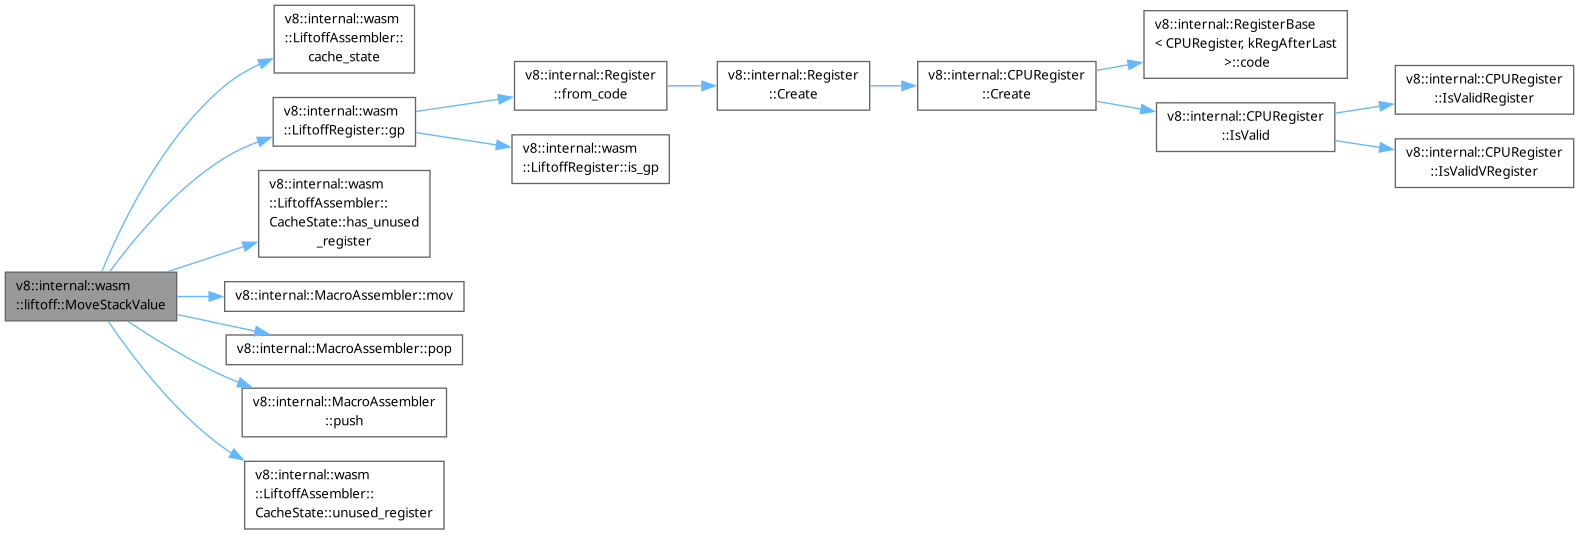 v8::internal::wasm
::liftoff::MoveStackValue
v8::internal::wasm
::LiftoffAssembler::
cache_state
v8::internal::wasm
::LiftoffRegister::gp
v8::internal::Register
::from_code
v8::internal::Register
::Create
v8::internal::CPURegister
::Create
v8::internal::RegisterBase
< CPURegister, kRegAfterLast
>::code
v8::internal::CPURegister
::IsValid
v8::internal::CPURegister
::IsValidRegister
v8::internal::CPURegister
::IsValidVRegister
v8::internal::wasm
::LiftoffRegister::is_gp
v8::internal::wasm
::LiftoffAssembler::
CacheState::has_unused
_register
v8::internal::MacroAssembler::mov
v8::internal::MacroAssembler::pop
v8::internal::MacroAssembler
::push
v8::internal::wasm
::LiftoffAssembler::
CacheState::unused_register